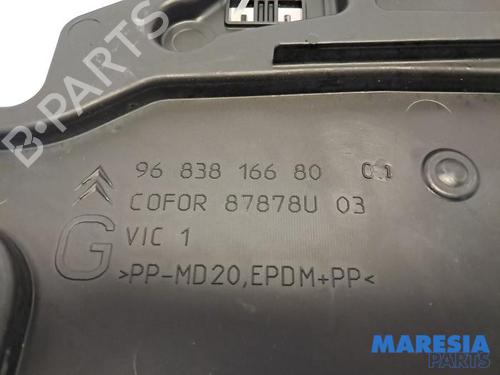 96 838 166 80 01
COFOR 87878U 03
G VIC 1
>PP-MD20,EPDM+PP<
MARESIA
PARTS
B-PARTS